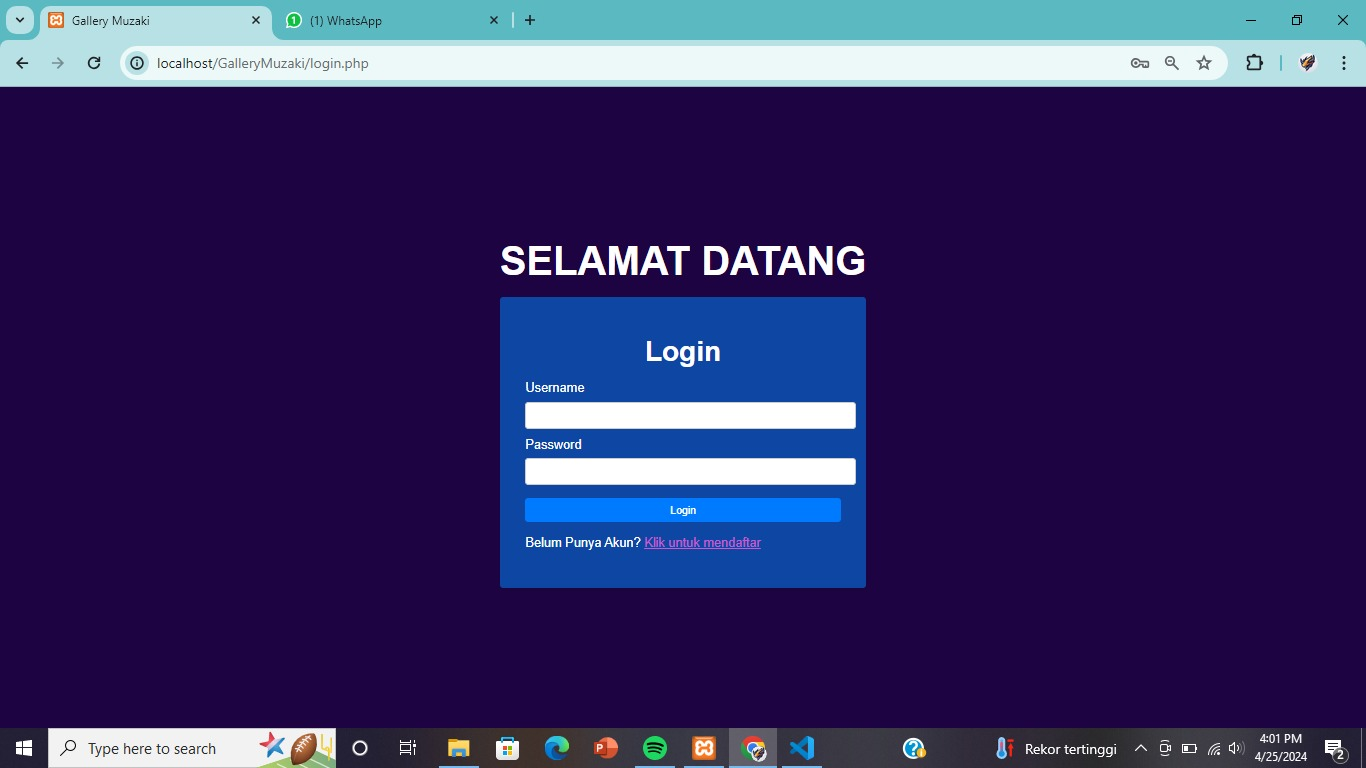 Gallery Muzaki
(1) WhatsApp
localhost/GalleryMuzaki/login.php
SELAMAT DATANG
Login
Username
Password
Login
Belum Punya Akun? Klik untuk mendaftar
Type here to search
Rekor tertinggi
4:01 PM
4/25/2024
2